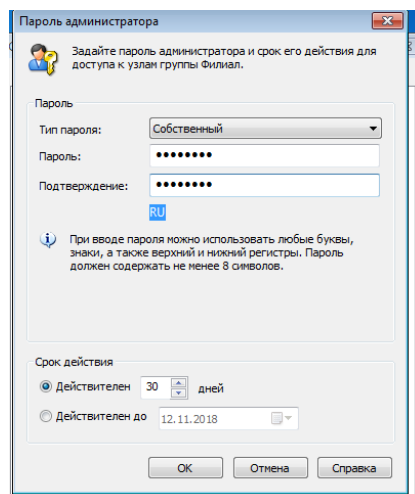 Пароль администратора
Задайте пароль администратора и срок его действия для
доступа к узлам группы Филиал.
Пароль
Тип пароля: Собственный
Пароль: ••••••••
Подтверждение: ••••••••
RU
При вводе пароля можно использовать любые буквы,
знаки, а также верхний и нижний регистры. Пароль
должен содержать не менее 8 символов.
Срок действия
Действителен 30 дней
Действителен до 12.11.2018
OK Отмена Справка